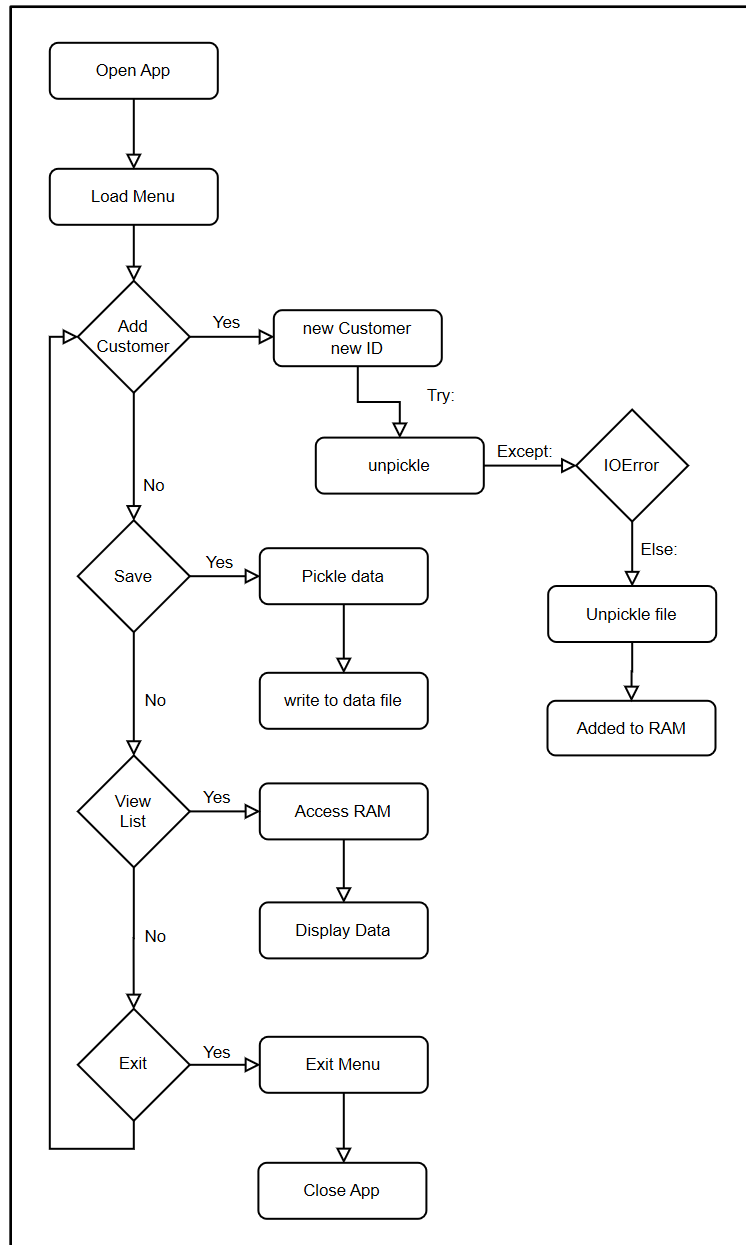 Open App
Load Menu
Add
Customer
Yes
new Customer
new ID
Try:
unpickle
Except:
IOError
Else:
Unpickle file
Added to RAM
No
Save
Yes
Pickle data
write to data file
No
View
List
Yes
Access RAM
Display Data
No
Exit
Yes
Exit Menu
Close App